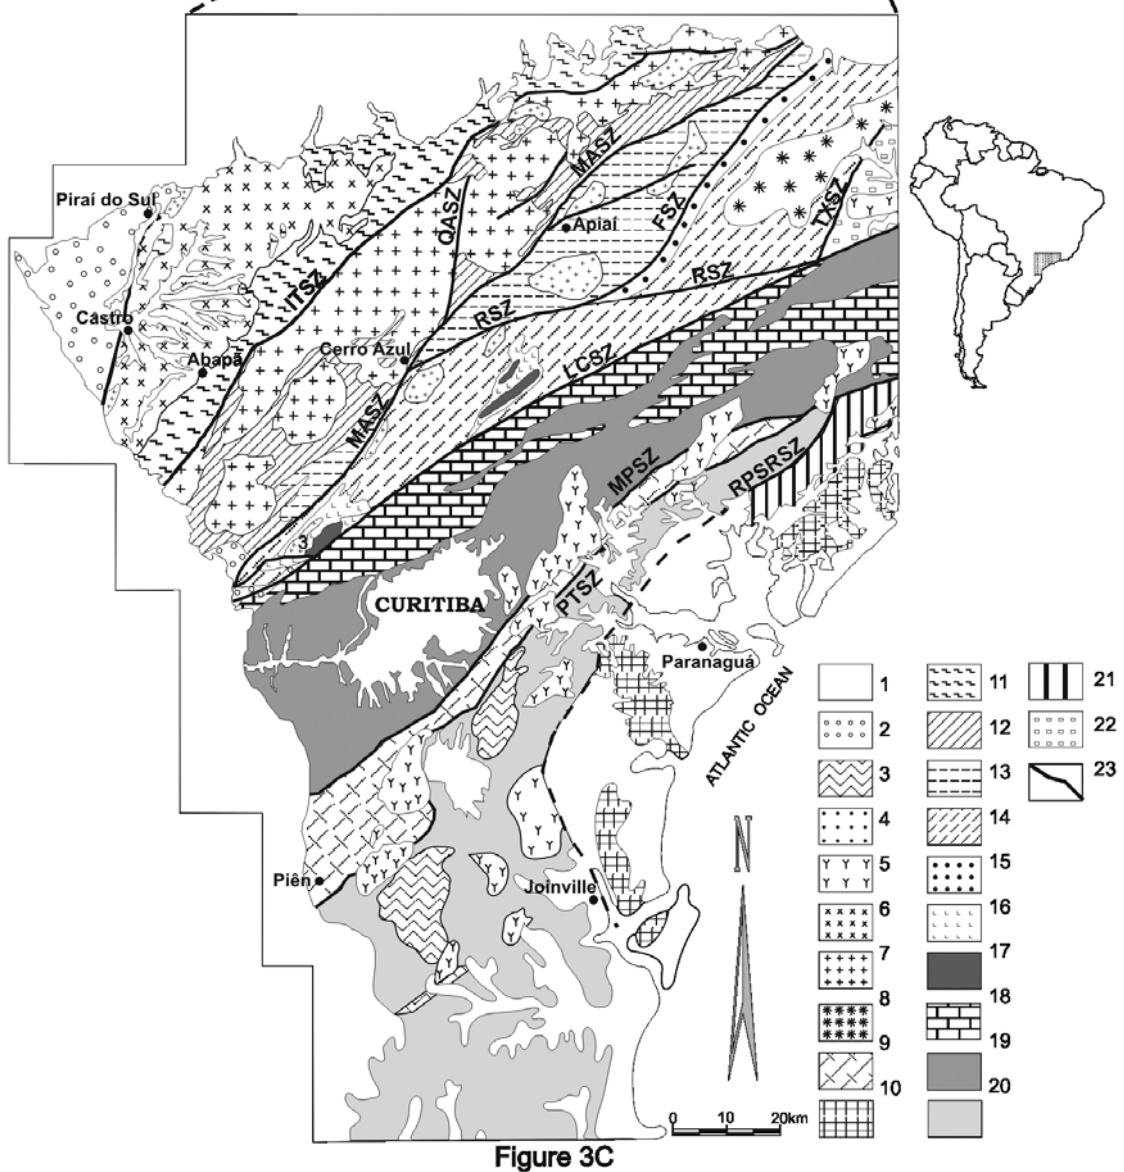 Piraí do Sul
Castro
Abapã
ITSZ
QASZ
MASZ
Apiaí
FSZ
TXSZ
RSZ
RSZ
Cerro Azul
LCSZ
MASZ
3
MPSZ
RPSRSZ
CURITIBA
PTSZ
Paranaguá
ATLANTIC OCEAN
Piên
Joinville
N
0 10 20km
1
2
3
4
5
6
7
8
9
10
11
12
13
14
15
16
17
18
19
20
21
22
23
Figure 3C